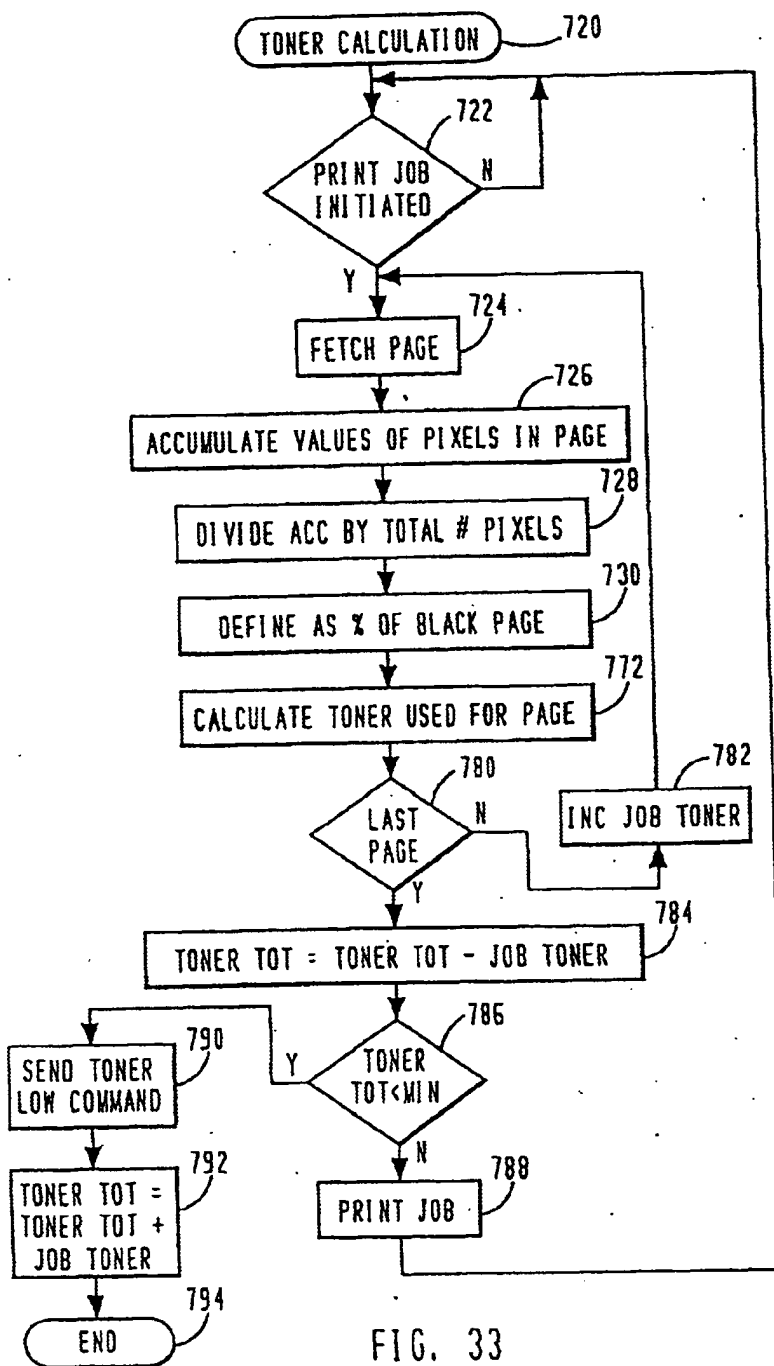 TONER CALCULATION
720
722
PRINT JOB
INITIATED
N
Y
724
FETCH PAGE
726
ACCUMULATE VALUES OF PIXELS IN PAGE
728
DIVIDE ACC BY TOTAL # PIXELS
730
DEFINE AS % OF BLACK PAGE
772
CALCULATE TONER USED FOR PAGE
780
LAST
PAGE
N
782
INC JOB TONER
Y
784
TONER TOT = TONER TOT - JOB TONER
786
TONER
TOT<MIN
Y
790
SEND TONER
LOW COMMAND
N
788
PRINT JOB
792
TONER TOT =
TONER TOT +
JOB TONER
794
END
FIG. 33